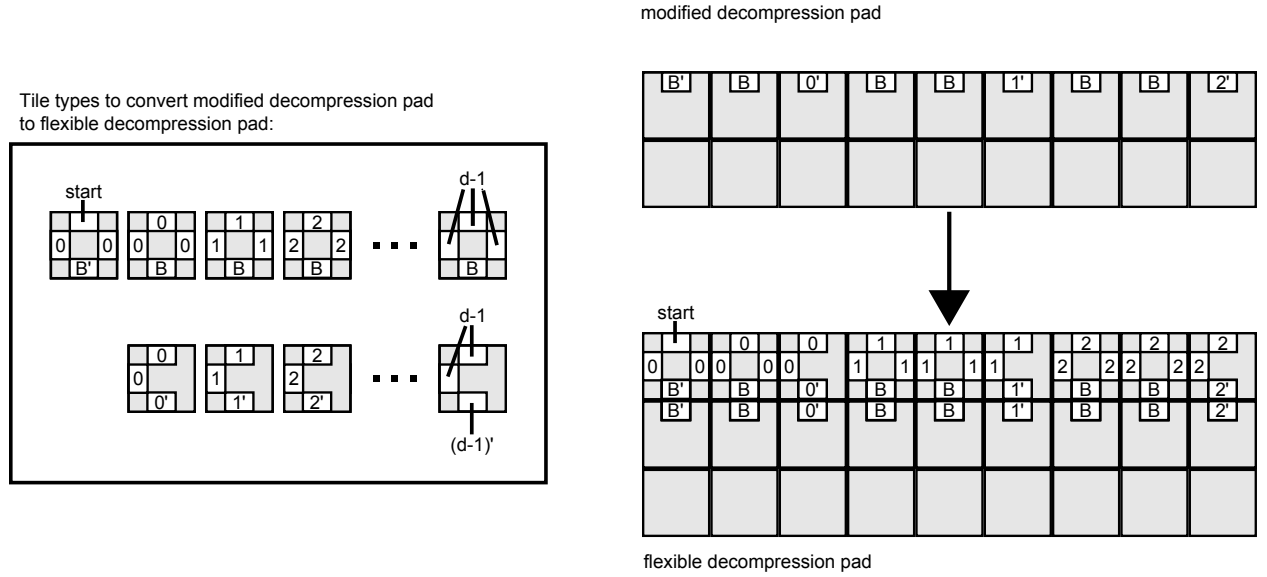 modified decompression pad
B' B 0' B B 1' B B 2'
Tile types to convert modified decompression pad
to flexible decompression pad:
start
d-1
0 1 2
0 0 0 0 1 1 2 2
B' B B B B
d-1
0 1 2
0 1 2
0' 1' 2'
(d-1)'
start
0 0 1 1 1 2 2 2
0 0 0 0 0 1 1 1 1 1 2 2 2 2 2
B' B 0' B B 1' B B 2'
B' B 0' B B 1' B B 2'
flexible decompression pad